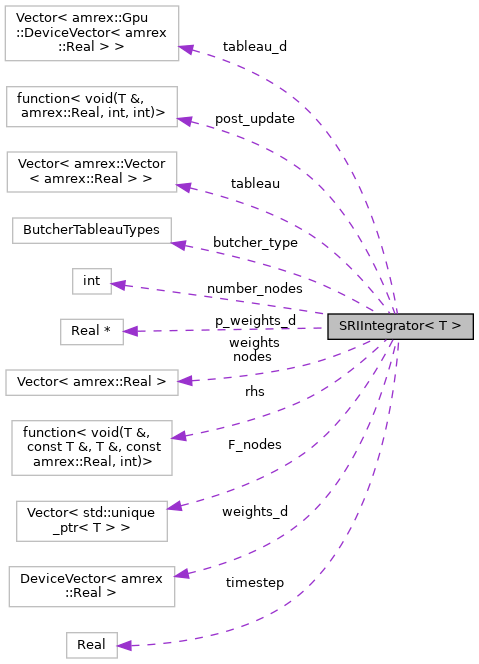 Vector< amrex::Gpu
::DeviceVector< amrex
::Real > >
tableau_d
function< void(T &,
amrex::Real, int, int)>
post_update
Vector< amrex::Vector
< amrex::Real > >
tableau
ButcherTableauTypes
butcher_type
int
number_nodes
SRIIntegrator< T >
Real *
p_weights_d
weights
nodes
Vector< amrex::Real >
rhs
function< void(T &,
const T &, T &, const
amrex::Real, int)>
F_nodes
Vector< std::unique
_ptr< T > >
weights_d
DeviceVector< amrex
::Real >
timestep
Real